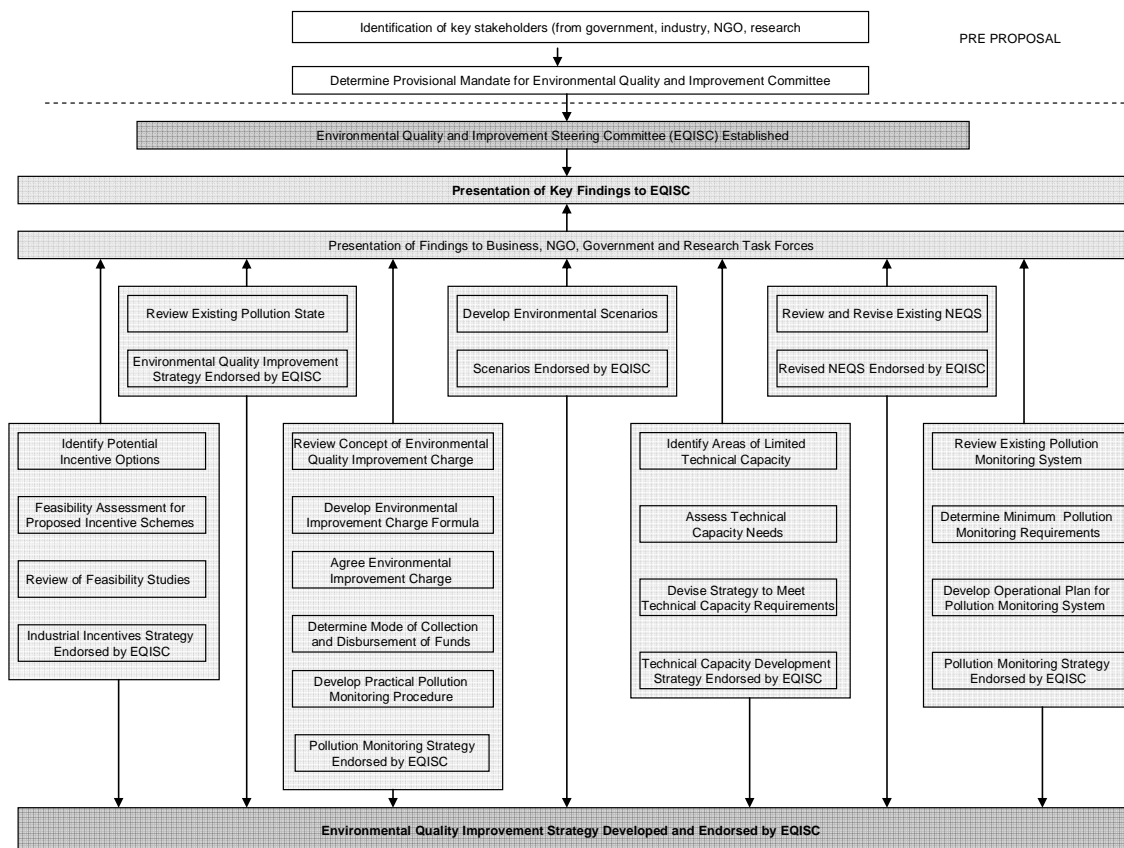 Identification of key stakeholders (from government, industry, NGO, research
PRE PROPOSAL
Determine Provisional Mandate for Environmental Quality and Improvement Committee
Environmental Quality and Improvement Steering Committee (EQISC) Established
Presentation of Key Findings to EQISC
Presentation of Findings to Business, NGO, Government and Research Task Forces
Review Existing Pollution State
Environmental Quality Improvement
Strategy Endorsed by EQISC
Develop Environmental Scenarios
Scenarios Endorsed by EQISC
Review and Revise Existing NEQS
Revised NEQS Endorsed by EQISC
Identify Potential
Incentive Options
Feasibility Assessment for
Proposed Incentive Schemes
Review of Feasibility Studies
Industrial Incentives Strategy
Endorsed by EQISC
Review Concept of Environmental
Quality Improvement Charge
Develop Environmental
Improvement Charge Formula
Agree Environmental
Improvement Charge
Determine Mode of Collection
and Disbursement of Funds
Develop Practical Pollution
Monitoring Procedure
Pollution Monitoring Strategy
Endorsed by EQISC
Identify Areas of Limited
Technical Capacity
Assess Technical
Capacity Needs
Devise Strategy to Meet
Technical Capacity Requirements
Technical Capacity Development
Strategy Endorsed by EQISC
Review Existing Pollution
Monitoring System
Determine Minimum Pollution
Monitoring Requirements
Develop Operational Plan for
Pollution Monitoring System
Pollution Monitoring Strategy
Endorsed by EQISC
Environmental Quality Improvement Strategy Developed and Endorsed by EQISC